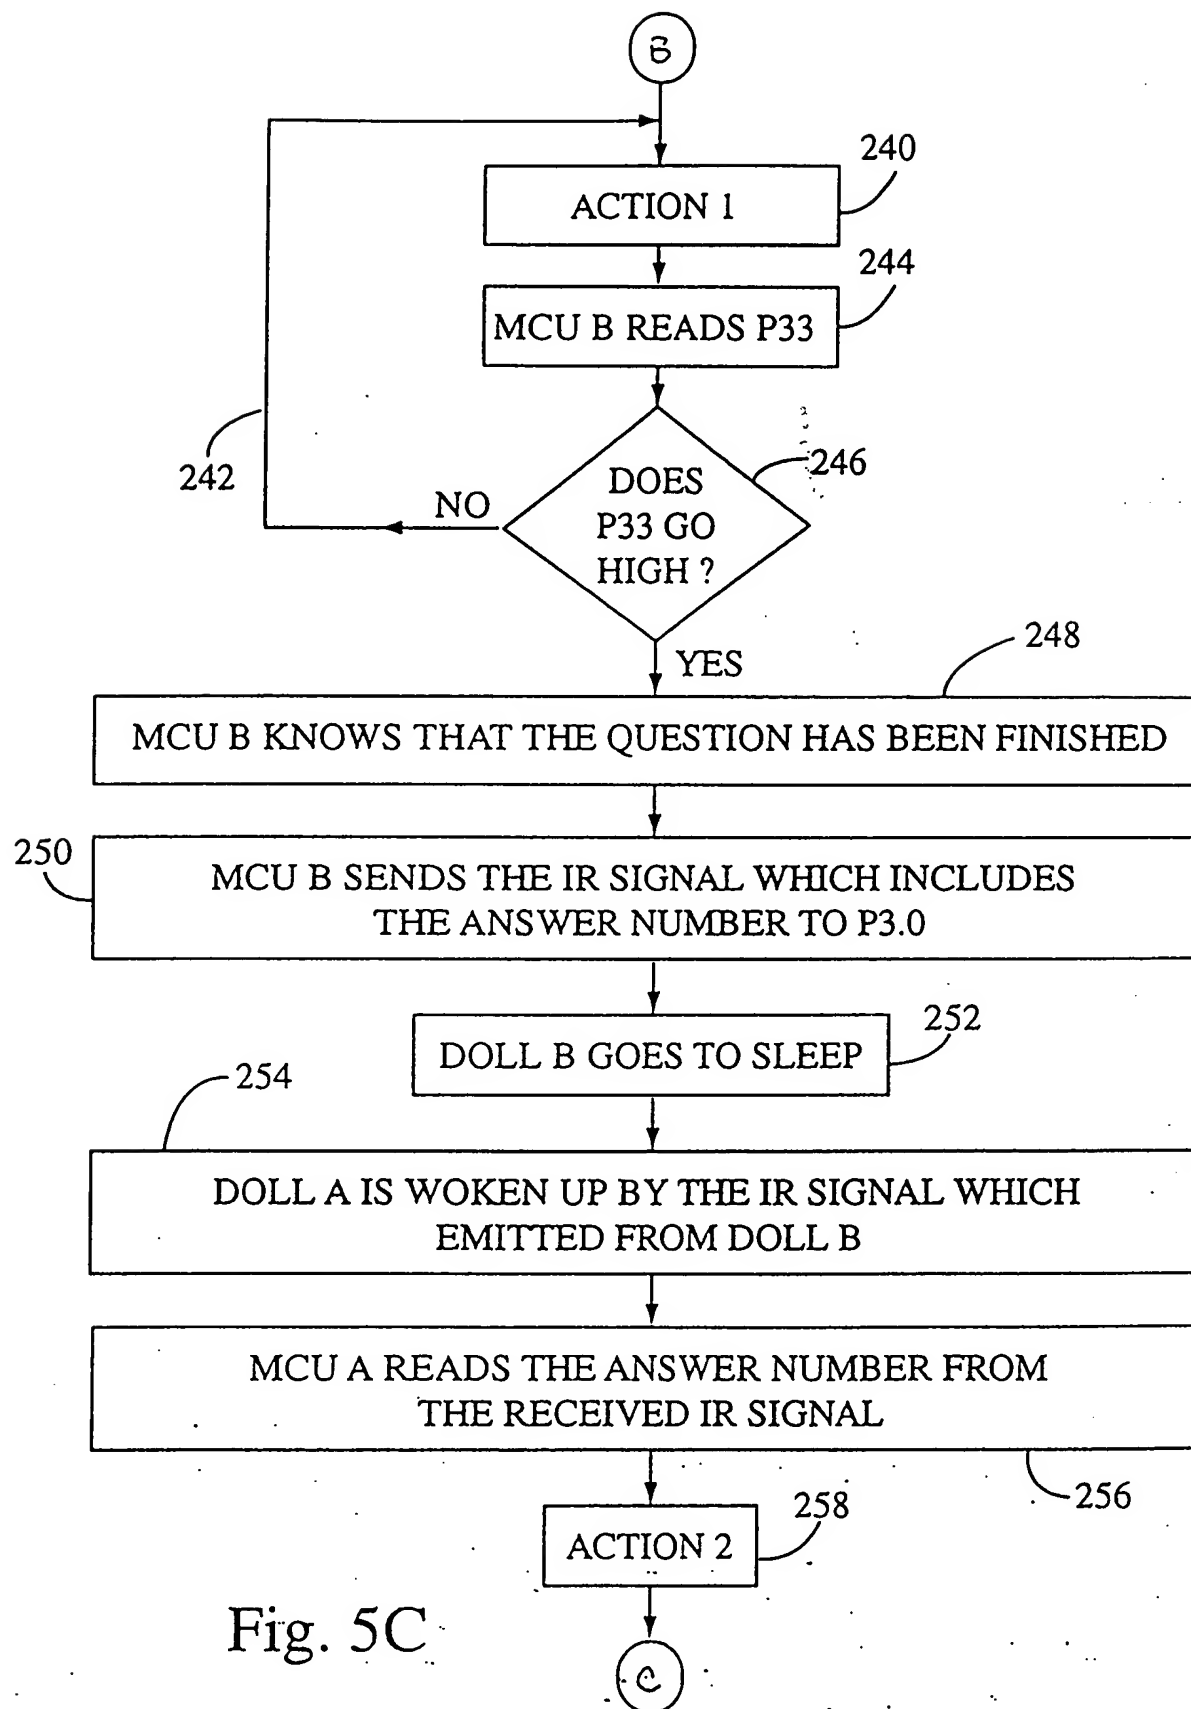 B
240
ACTION 1
244
MCU B READS P33
246
DOES
P33 GO
HIGH ?
242
NO
YES
248
MCU B KNOWS THAT THE QUESTION HAS BEEN FINISHED
250
MCU B SENDS THE IR SIGNAL WHICH INCLUDES
THE ANSWER NUMBER TO P3.0
252
DOLL B GOES TO SLEEP
254
DOLL A IS WOKEN UP BY THE IR SIGNAL WHICH
EMITTED FROM DOLL B
MCU A READS THE ANSWER NUMBER FROM
THE RECEIVED IR SIGNAL
256
258
ACTION 2
Fig. 5C
C